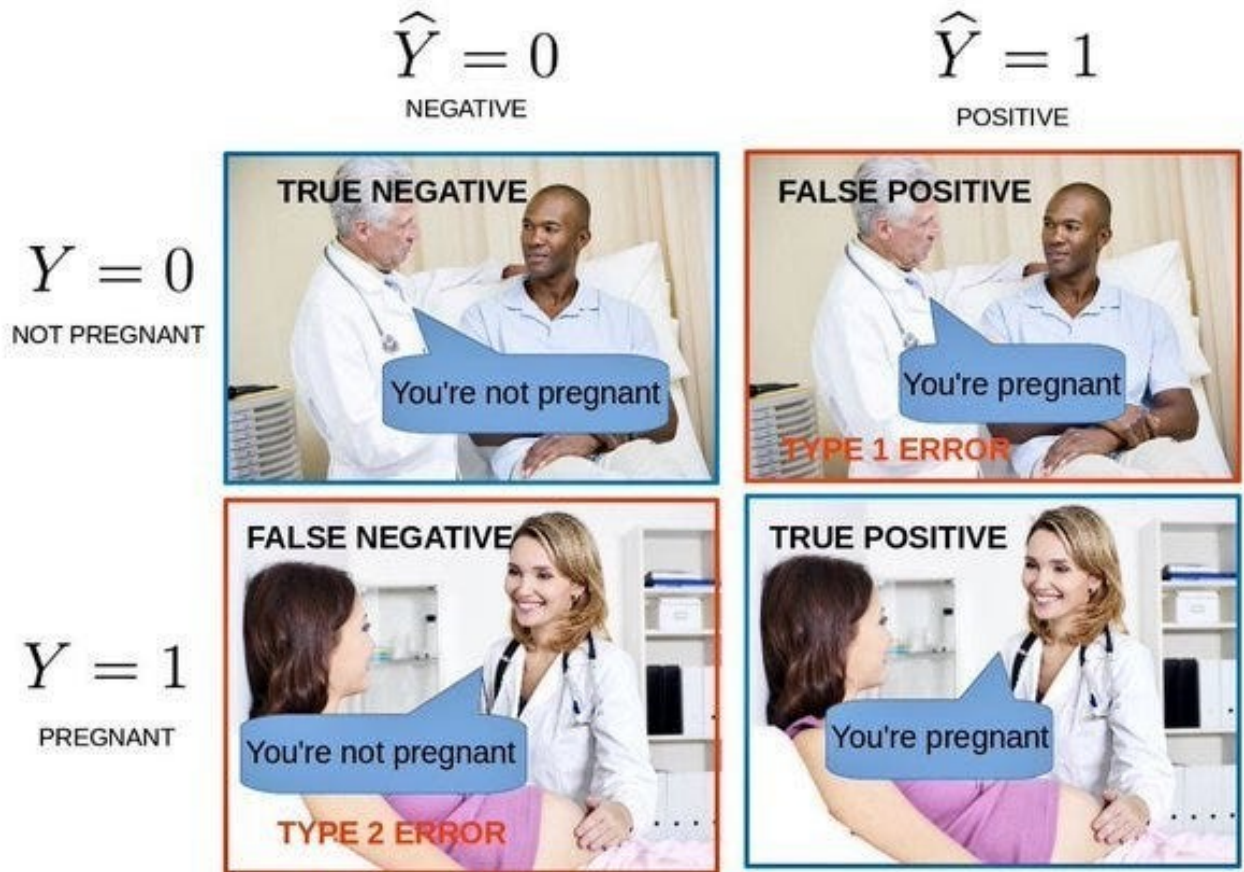 Ŷ = 0
NEGATIVE
Ŷ = 1
POSITIVE
Y = 0
NOT PREGNANT
TRUE NEGATIVE
You're not pregnant
FALSE POSITIVE
You're pregnant
TYPE 1 ERROR
Y = 1
PREGNANT
FALSE NEGATIVE
You're not pregnant
TYPE 2 ERROR
TRUE POSITIVE
You're pregnant